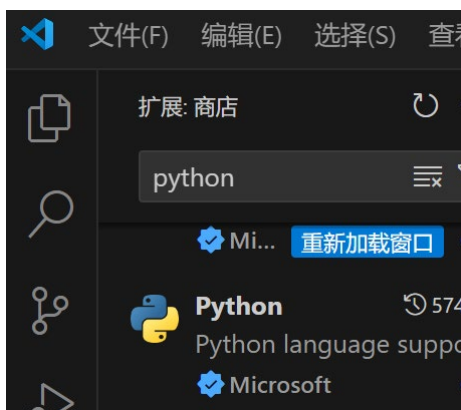 文件(F) 编辑(E) 选择(S) 查
扩展: 商店
python
Mi... 重新加载窗口
Python 574
Python language suppo
Microsoft